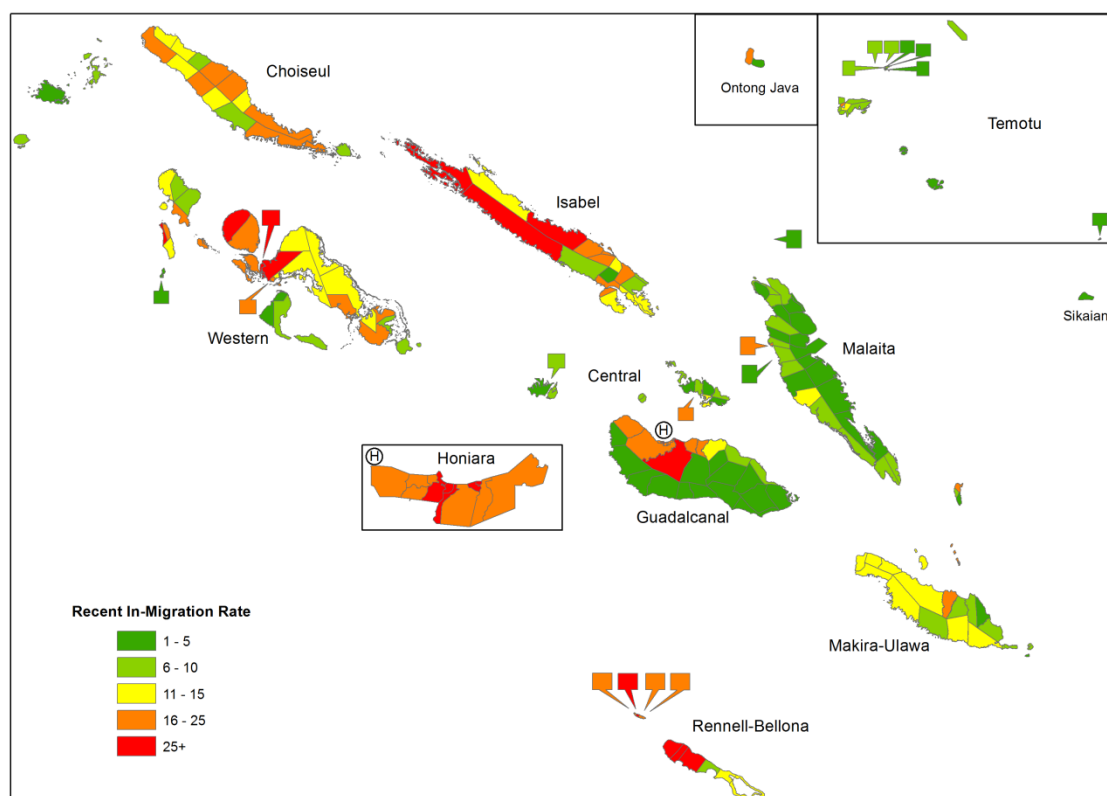 Choiseul
Ontong Java
Temotu
Isabel
Western
Sikaian
Malaita
Central
H
H
Honiara
Guadalcanal
Makira-Ulawa
Rennell-Bellona
Recent In-Migration Rate
1 - 5
6 - 10
11 - 15
16 - 25
25+